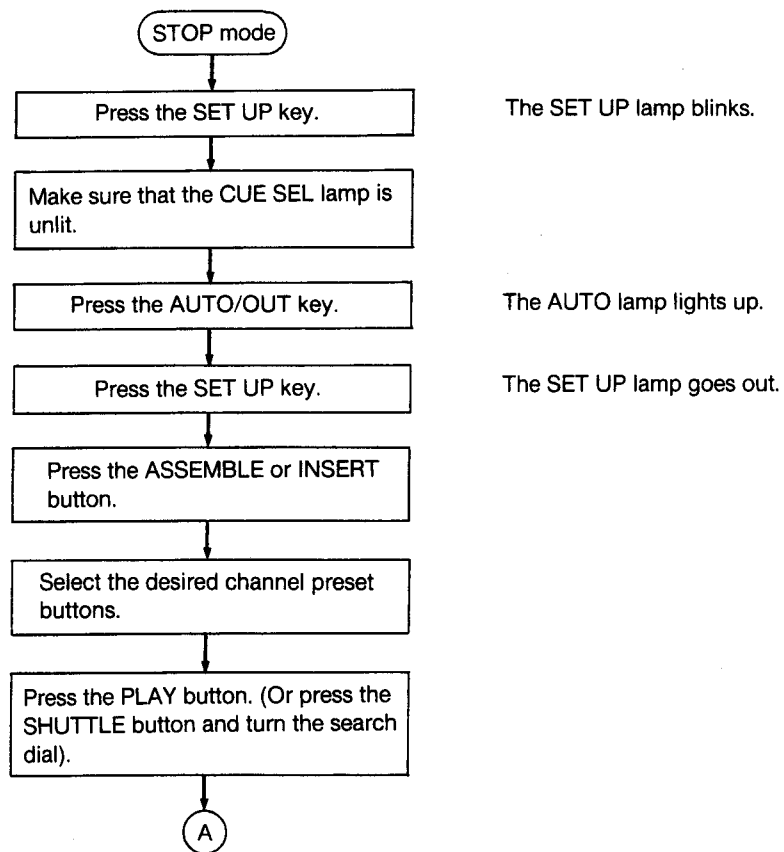 STOP mode
Press the SET UP key.
The SET UP lamp blinks.
Make sure that the CUE SEL lamp is
unlit.
Press the AUTO/OUT key.
The AUTO lamp lights up.
Press the SET UP key.
The SET UP lamp goes out.
Press the ASSEMBLE or INSERT
button.
Select the desired channel preset
buttons.
Press the PLAY button. (Or press the
SHUTTLE button and turn the search
dial).
A